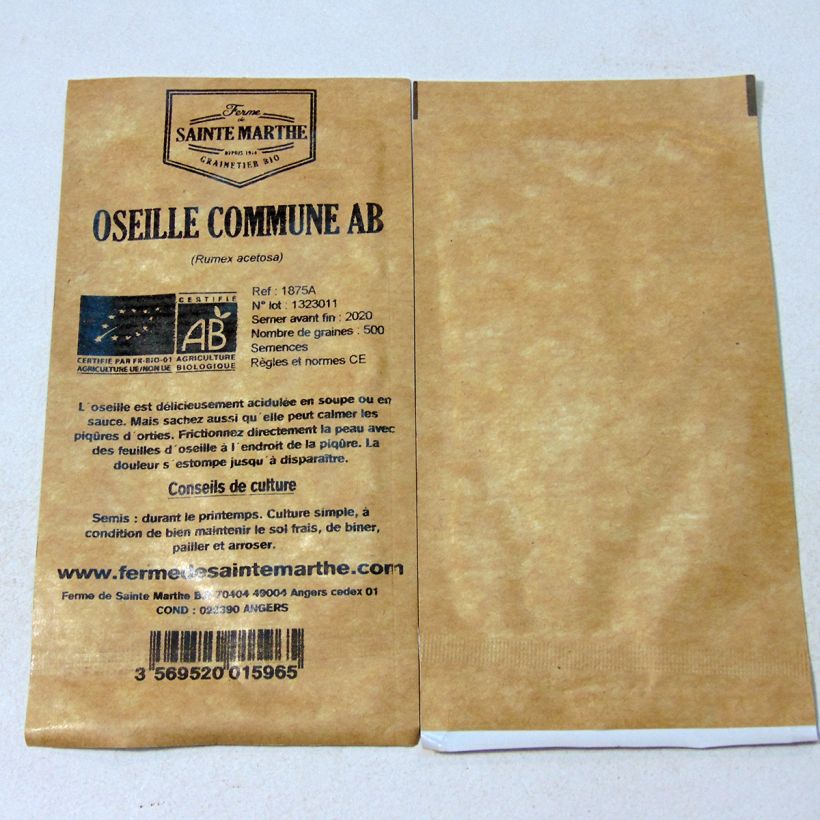 Ferme
de
SAINTE MARTHE
DEPUIS 1974
GRAINETIER BIO
OSEILLE COMMUNE AB
(Rumex acetosa)
CERTIFIÉ
AB
CERTIFIÉ PAR FR-BIO-01 AGRICULTURE
AGRICULTURE UE/NON UE BIOLOGIQUE
Ref : 1875A
N° lot : 1323011
Semer avant fin : 2020
Nombre de graines : 500
Semences
Règles et normes CE
L´oseille est délicieusement acidulée en soupe ou en
sauce. Mais sachez aussi qu´elle peut calmer les
piqûres d´orties. Frictionnez directement la peau avec
des feuilles d´oseille à l´endroit de la piqûre. La
douleur s´estompe jusqu´à disparaître.
Conseils de culture
Semis : durant le printemps. Culture simple, à
condition de bien maintenir le sol frais, de biner,
pailler et arroser.
www.fermedesaintemarthe.com
Ferme de Sainte Marthe B.P. 70404 49004 Angers cedex 01
COND : 022390 ANGERS
3 569520 015965